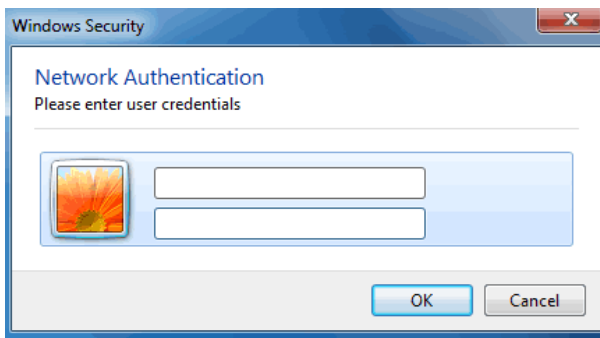 Windows Security
Network Authentication
Please enter user credentials
OK
Cancel